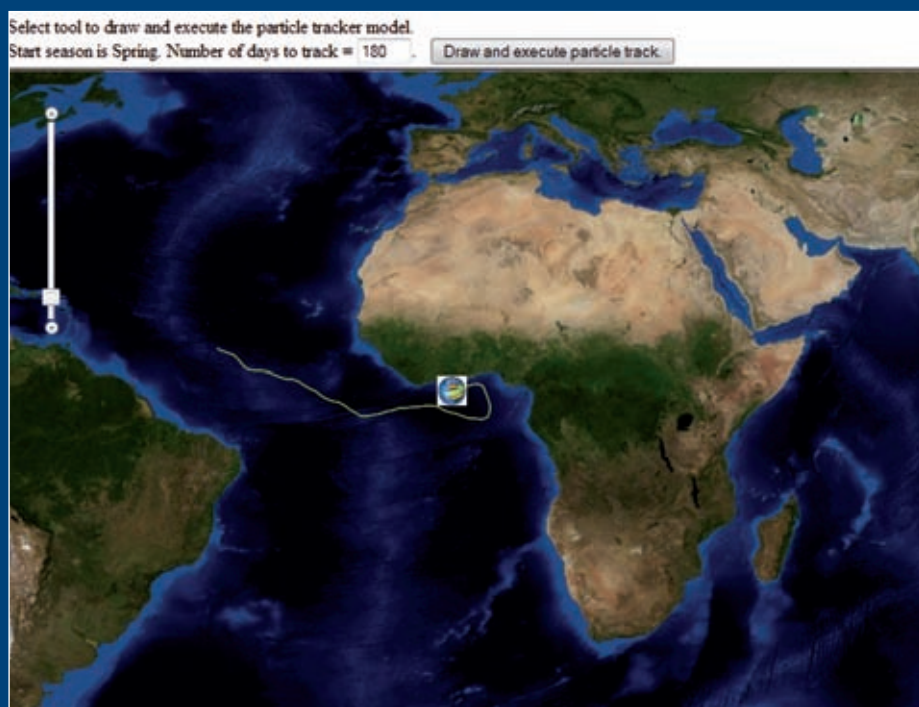 Select tool to draw and execute the particle tracker model.
Start season is Spring. Number of days to track = 180 . Draw and execute particle track.